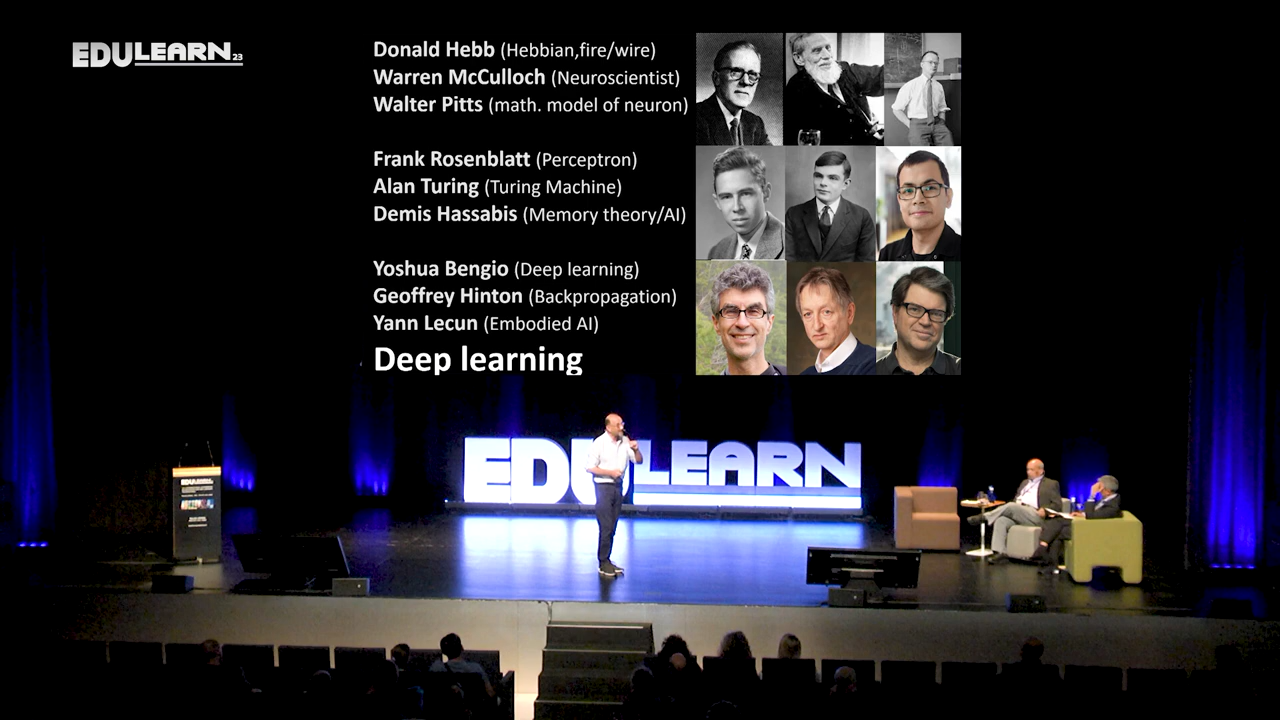 EDULEARN23
Donald Hebb (Hebbian,fire/wire)
Warren McCulloch (Neuroscientist)
Walter Pitts (math. model of neuron)
Frank Rosenblatt (Perceptron)
Alan Turing (Turing Machine)
Demis Hassabis (Memory theory/AI)
Yoshua Bengio (Deep learning)
Geoffrey Hinton (Backpropagation)
Yann Lecun (Embodied AI)
Deep learning
EDULEARN